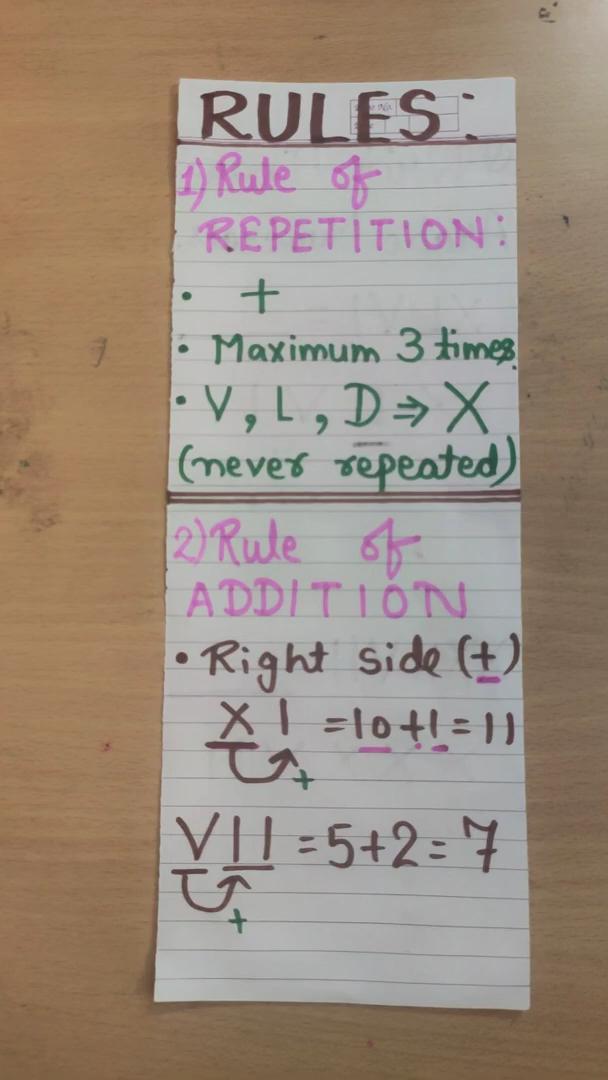 RULES:
1) Rule of
REPETITION:
• +
• Maximum 3 times.
• V, L, D ⇒ X
(never repeated)
2) Rule of
ADDITION
• Right side (+)
X I = 10 + 1 = 11
+
VII = 5 + 2 = 7
+